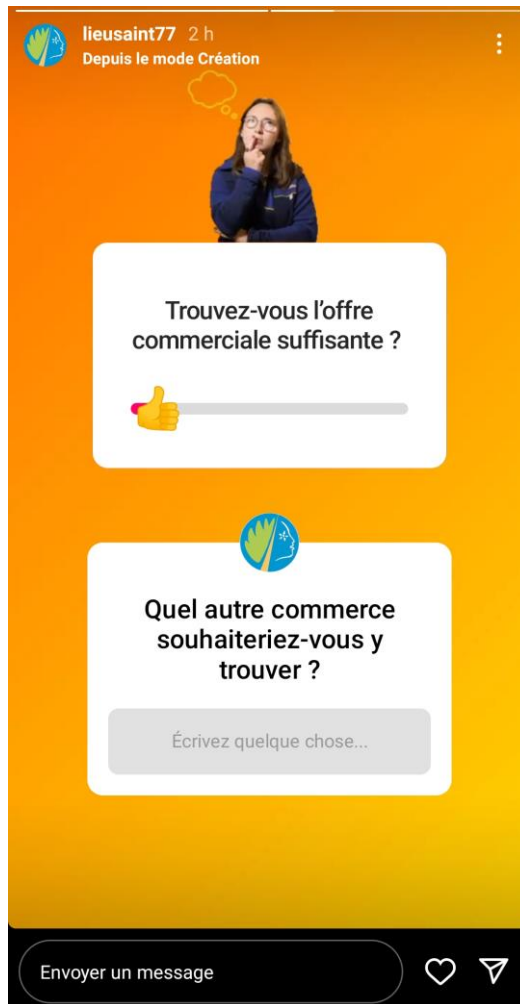 lieusaint77 2 h
Depuis le mode Création
Trouvez-vous l'offre
commerciale suffisante ?
Quel autre commerce
souhaiteriez-vous y
trouver ?
Écrivez quelque chose...
Envoyer un message